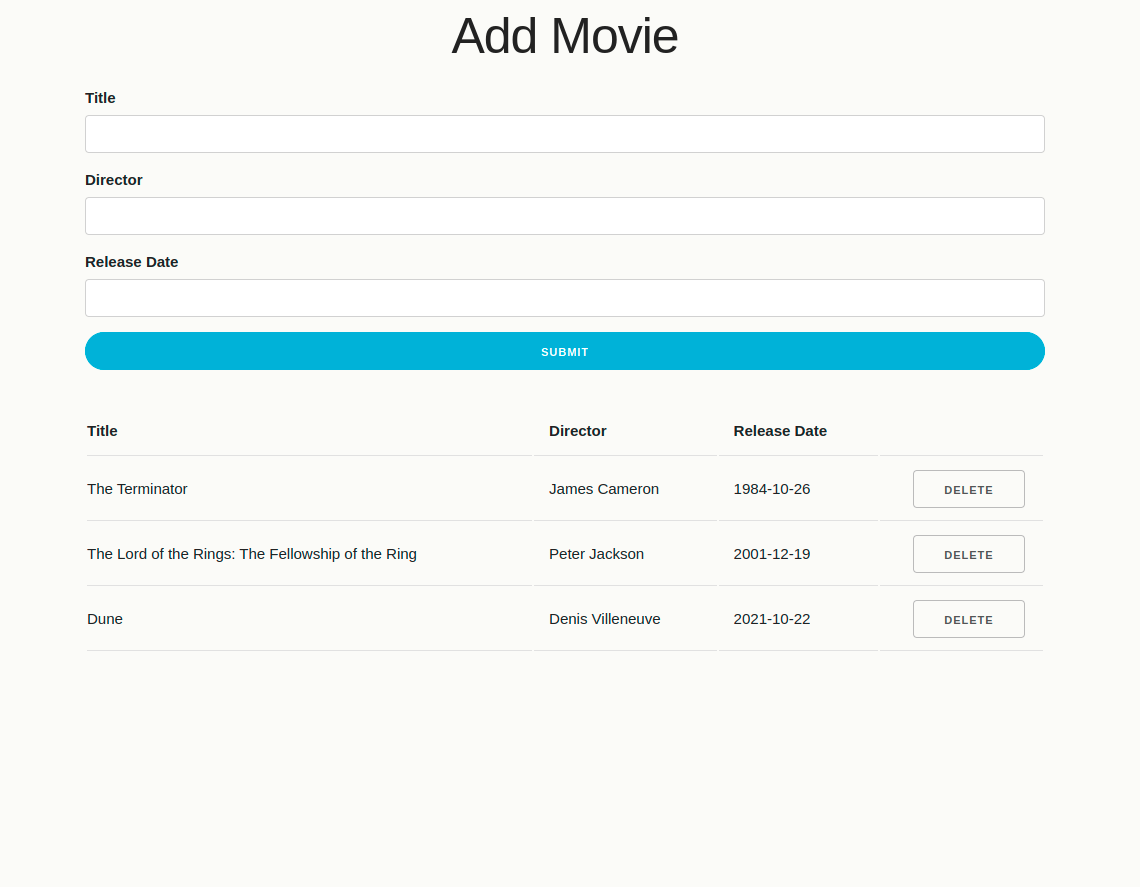 Add Movie
Title
Director
Release Date
SUBMIT
Title Director Release Date
The Terminator James Cameron 1984-10-26 DELETE
The Lord of the Rings: The Fellowship of the Ring Peter Jackson 2001-12-19 DELETE
Dune Denis Villeneuve 2021-10-22 DELETE